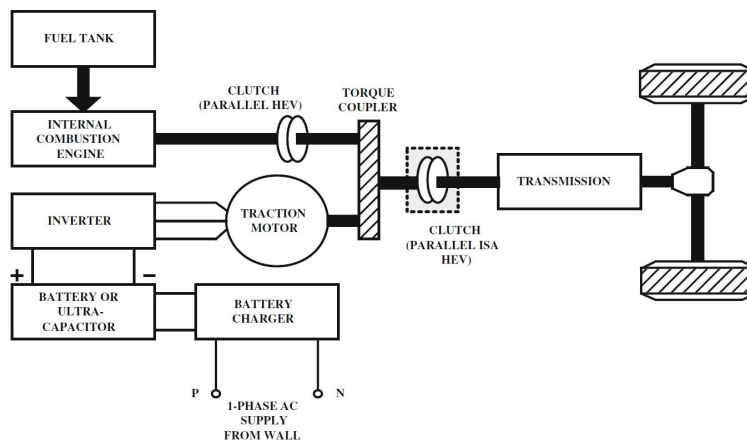 FUEL TANK
CLUTCH
(PARALLEL HEV)
TORQUE
COUPLER
INTERNAL
COMBUSTION
ENGINE
TRANSMISSION
INVERTER
TRACTION
MOTOR
CLUTCH
(PARALLEL ISA
HEV)
+
−
BATTERY OR
ULTRA-
CAPACITOR
BATTERY
CHARGER
P
N
1-PHASE AC
SUPPLY
FROM WALL